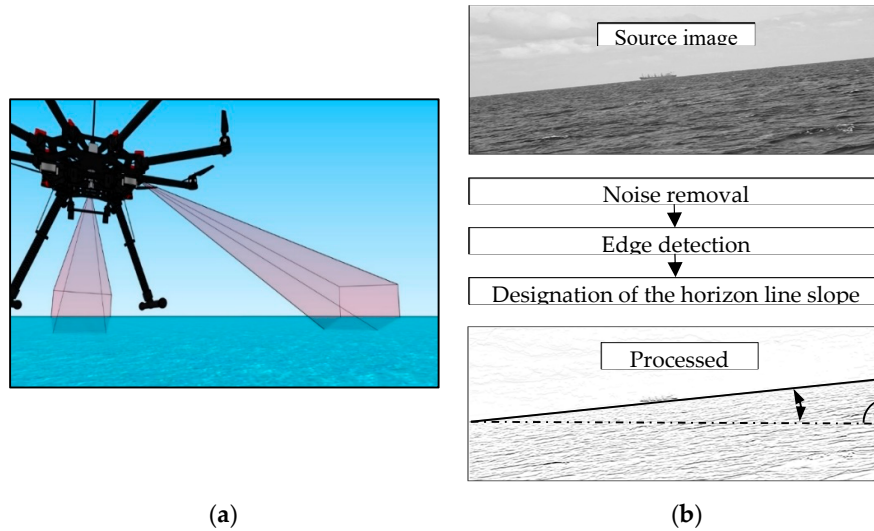 Source image
Noise removal
Edge detection
Designation of the horizon line slope
Processed
(a)
(b)